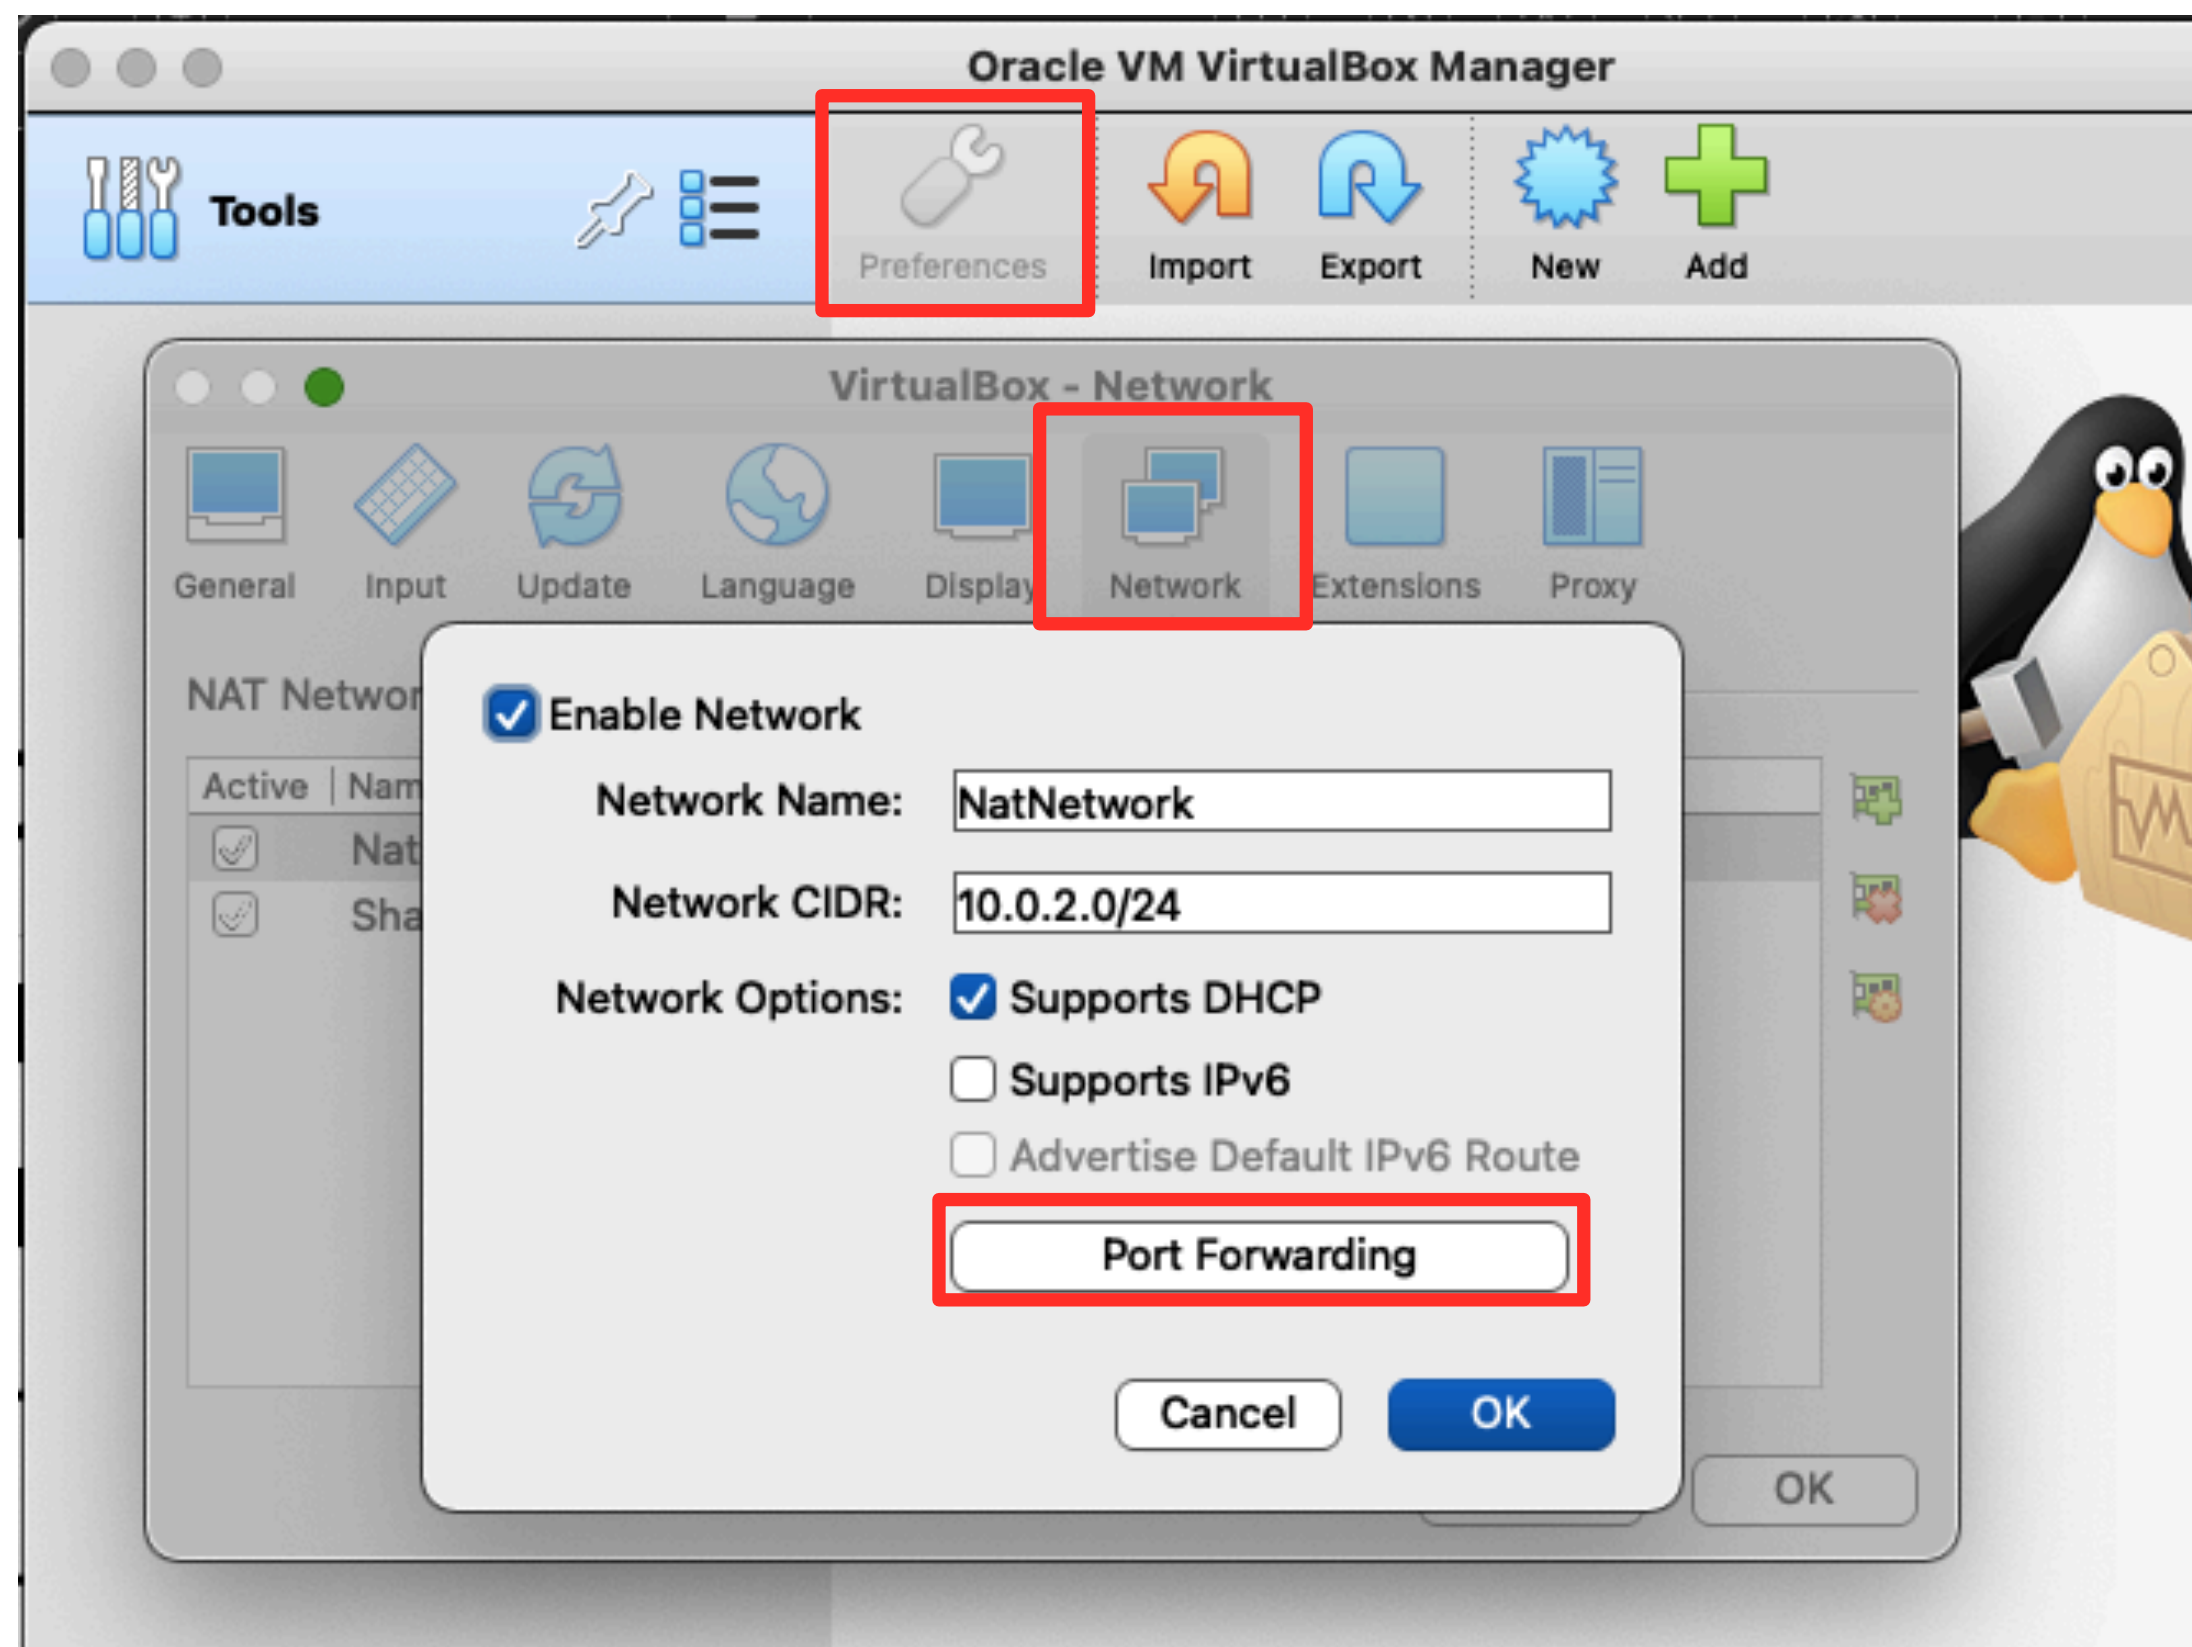 Oracle VM VirtualBox Manager
Tools
Preferences
Import
Export
New
Add
VirtualBox - Network
General
Input
Update
Language
Display
Network
Extensions
Proxy
NAT Networ
Active
Nam
Nat
Sha
Enable Network
Network Name: NatNetwork
Network CIDR: 10.0.2.0/24
Network Options: Supports DHCP
Supports IPv6
Advertise Default IPv6 Route
Port Forwarding
Cancel
OK
OK